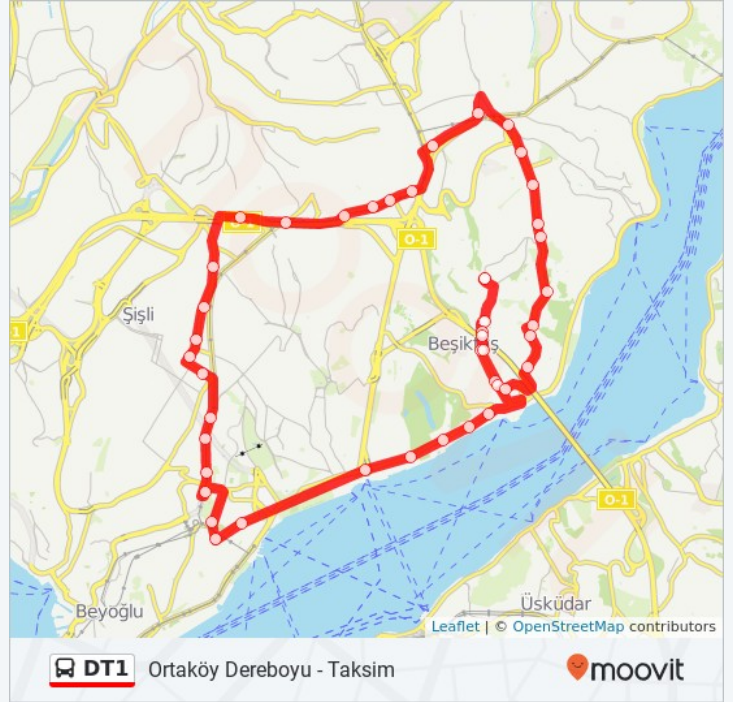 O-1
O-1
Şişli
1
Beşiktaş
O-1
Beyoğlu
Üsküdar
Leaflet | © OpenStreetMap contributors
DT1 Ortaköy Dereboyu - Taksim
moovit